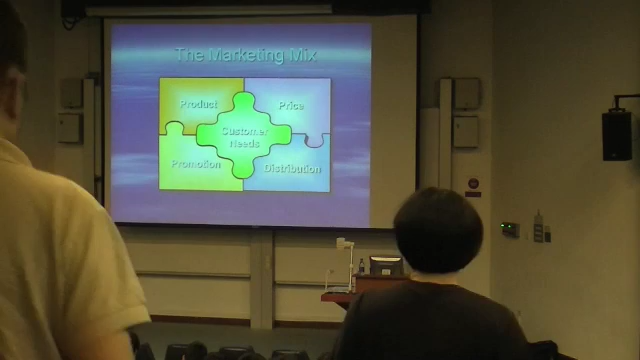 The Marketing Mix
Product
Price
Customer
Needs
Promotion
Distribution